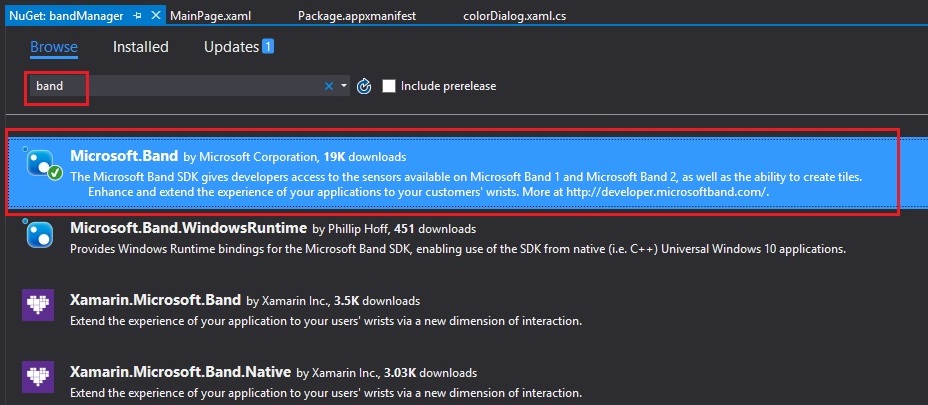 NuGet: bandManager MainPage.xaml Package.appxmanifest colorDialog.xaml.cs
Browse Installed Updates 1
band Include prerelease
Microsoft.Band by Microsoft Corporation, 19K downloads
The Microsoft Band SDK gives developers access to the sensors available on Microsoft Band 1 and Microsoft Band 2, as well as the ability to create tiles.
Enhance and extend the experience of your applications to your customers' wrists. More at http://developer.microsoftband.com/.
Microsoft.Band.WindowsRuntime by Phillip Hoff, 451 downloads
Provides Windows Runtime bindings for the Microsoft Band SDK, enabling use of the SDK from native (i.e. C++) Universal Windows 10 applications.
Xamarin.Microsoft.Band by Xamarin Inc., 3.5K downloads
Extend the experience of your application to your users' wrists via a new dimension of interaction.
Xamarin.Microsoft.Band.Native by Xamarin Inc., 3.03K downloads
Extend the experience of your application to your users' wrists via a new dimension of interaction.